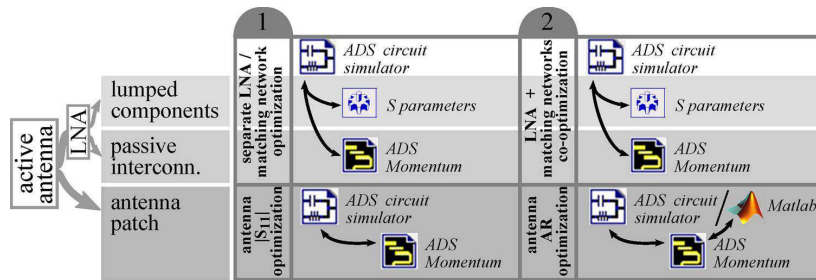 1
2
active
antenna
LNA
lumped
components
passive
interconn.
antenna
patch
separate LNA /
matching network
optimization
ADS circuit
simulator
S parameters
ADS
Momentum
antenna
|S11|
optimization
ADS circuit
simulator
ADS
Momentum
LNA +
matching networks
co-optimization
ADS circuit
simulator
S parameters
ADS
Momentum
antenna
AR
optimization
ADS circuit
simulator
/
Matlab
ADS
Momentum